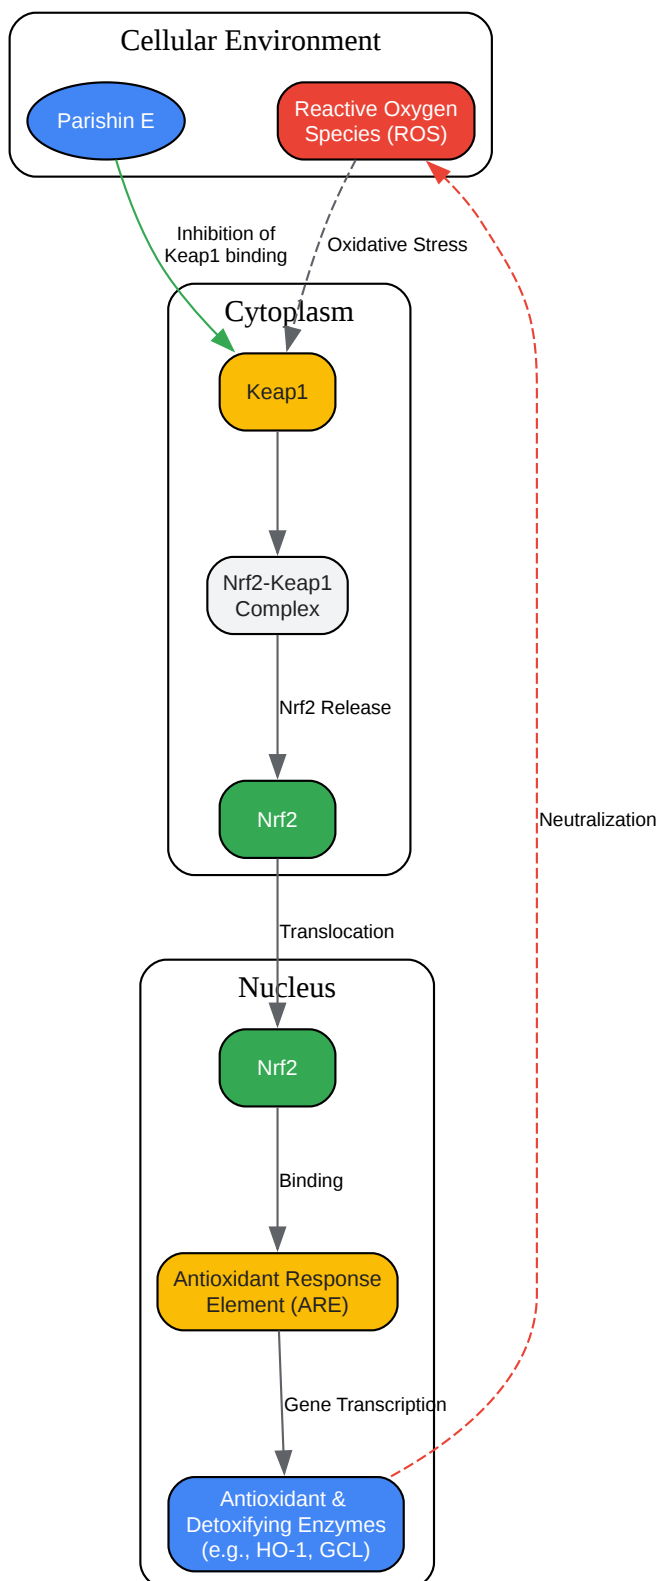 Cellular Environment
Parishin E
Reactive Oxygen
Species (ROS)
Inhibition of
Keap1 binding
Oxidative Stress
Cytoplasm
Keap1
Nrf2-Keap1
Complex
Nrf2 Release
Nrf2
Neutralization
Translocation
Nucleus
Nrf2
Binding
Antioxidant Response
Element (ARE)
Gene Transcription
Antioxidant &
Detoxifying Enzymes
(e.g., HO-1, GCL)